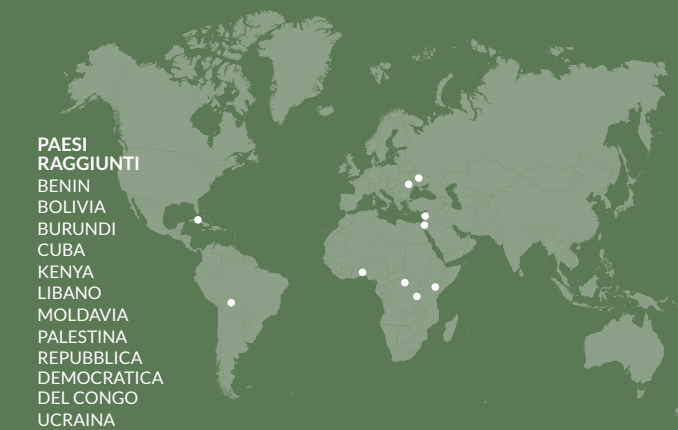 PAESI
RAGGIUNTI
BENIN
BOLIVIA
BURUNDI
CUBA
KENYA
LIBANO
MOLDAVIA
PALESTINA
REPUBBLICA
DEMOCRATICA
DEL CONGO
UCRAINA